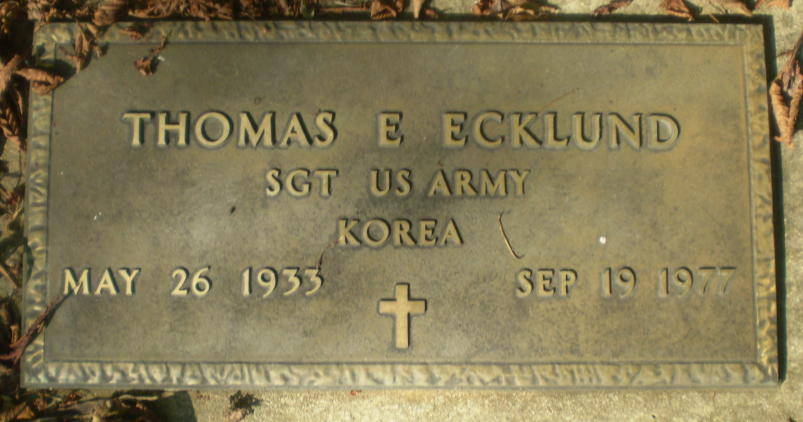 THOMAS E ECKLUND
SGT US ARMY
KOREA
MAY 26 1933 SEP 19 1977